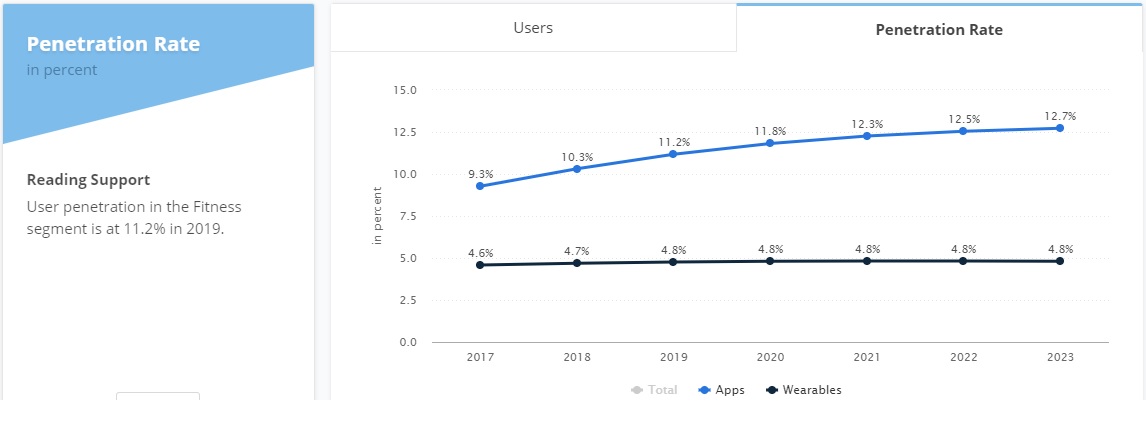 Penetration Rate
in percent
Reading Support
User penetration in the Fitness
segment is at 11.2% in 2019.
Users
Penetration Rate
15.0
12.5
10.0
7.5
5.0
2.5
0.0
in percent
9.3%
10.3%
11.2%
11.8%
12.3%
12.5%
12.7%
4.6%
4.7%
4.8%
4.8%
4.8%
4.8%
4.8%
2017 2018 2019 2020 2021 2022 2023
Total Apps Wearables